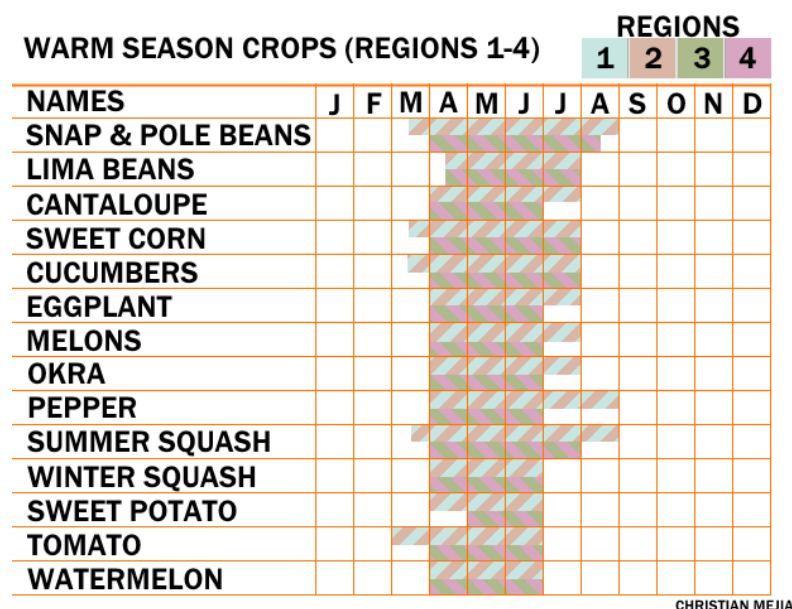 REGIONS
WARM SEASON CROPS (REGIONS 1-4)
1 2 3 4
NAMES J F M A M J J A S O N D
SNAP & POLE BEANS
LIMA BEANS
CANTALOUPE
SWEET CORN
CUCUMBERS
EGGPLANT
MELONS
OKRA
PEPPER
SUMMER SQUASH
WINTER SQUASH
SWEET POTATO
TOMATO
WATERMELON
CHRISTIAN MEJIA